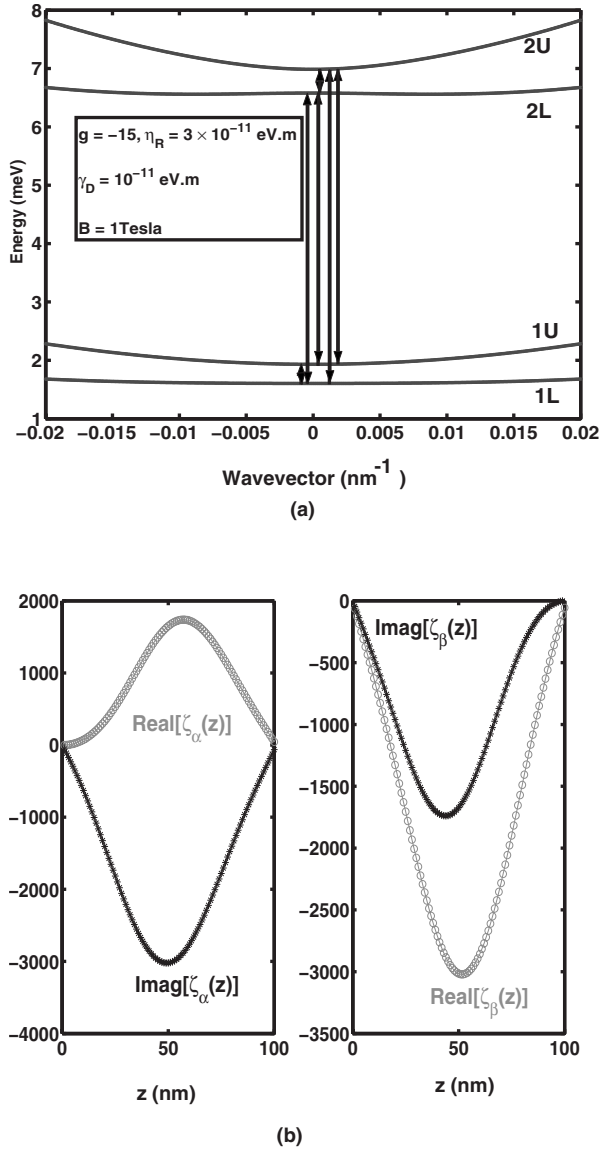 8
7
6
5
4
3
2
1
Energy (meV)
2U
2L
1U
1L
g = −15, η_R = 3 × 10^−11 eV.m
γ_D = 10^−11 eV.m
B = 1Tesla
−0.02 −0.015 −0.01 −0.005 0 0.005 0.01 0.015 0.02
Wavevector (nm^-1 )
(a)
2000
1000
0
−1000
−2000
−3000
−4000
Real[ζ_α(z)]
Imag[ζ_α(z)]
0 50 100
z (nm)
0
−500
−1000
−1500
−2000
−2500
−3000
−3500
Imag[ζ_β(z)]
Real[ζ_β(z)]
0 50 100
z (nm)
(b)